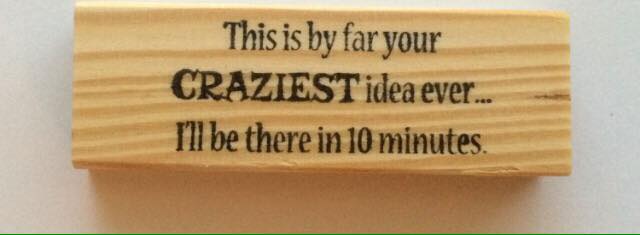 This is by far your
CRAZIEST idea ever...
I'll be there in 10 minutes.